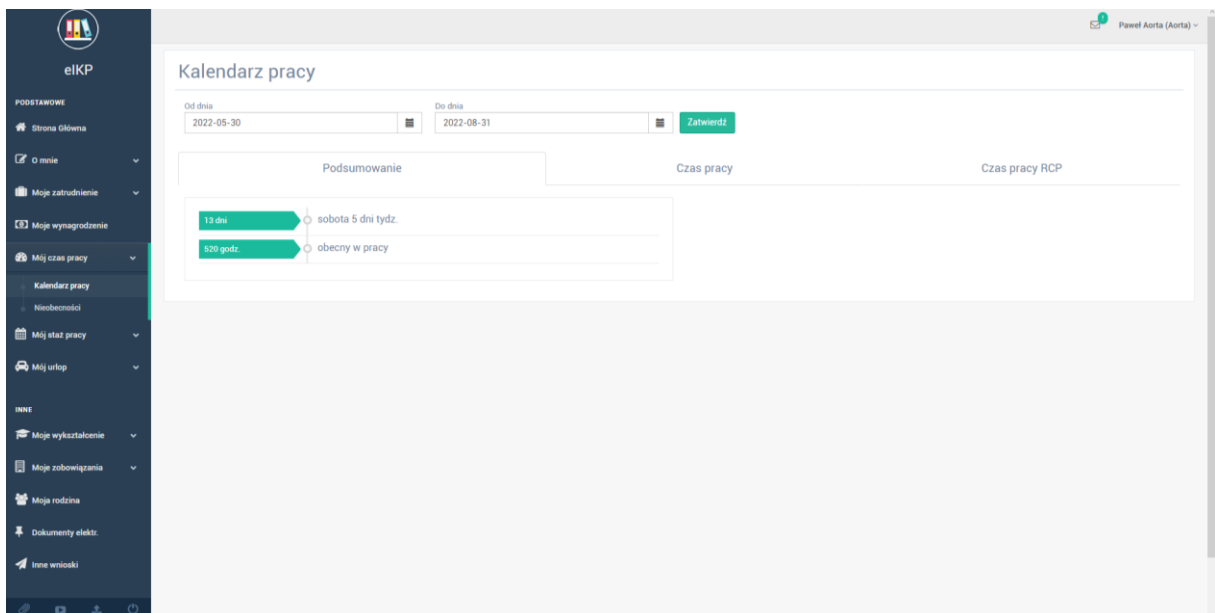 1
Paweł Aorta (Aorta)
eIKP
PODSTAWOWE
Strona Główna
O mnie
Moje zatrudnienie
Moje wynagrodzenie
Mój czas pracy
Kalendarz pracy
Nieobecności
Mój staż pracy
Mój urlop
INNE
Moje wykształcenie
Moje zobowiązania
Moja rodzina
Dokumenty elektr.
Inne wnioski
Kalendarz pracy
Od dnia Do dnia
2022-05-30 2022-08-31 Zatwierdź
Podsumowanie Czas pracy Czas pracy RCP
13 dni sobota 5 dni tydz.
520 godz. obecny w pracy